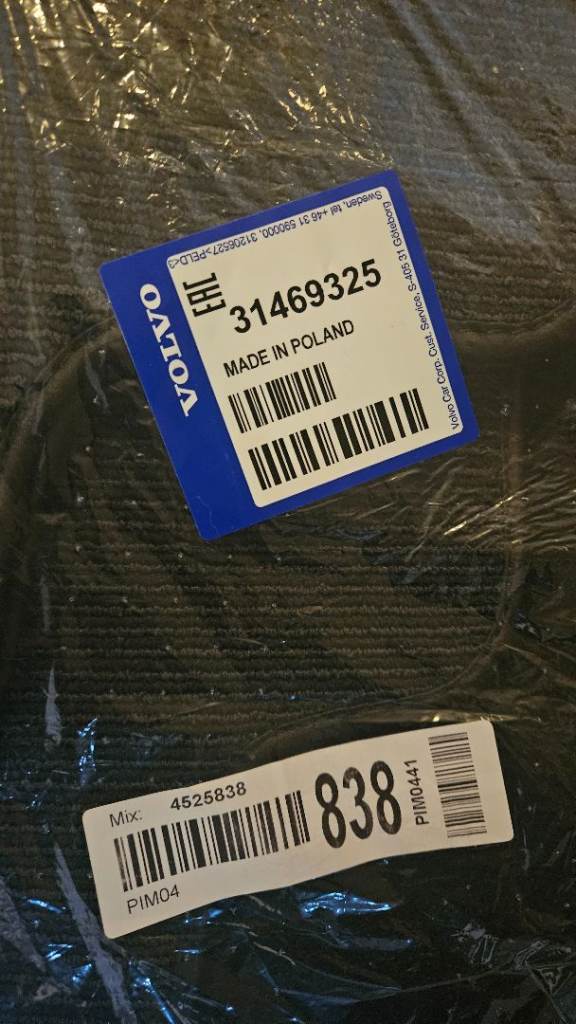 VOLVO
EAC
31469325
MADE IN POLAND
Volvo Car Corp. Cust. Service, S-405 31 Göteborg
Sweden, tel +46 31 590000, 31206527>PELD<3
Mix: 4525838
838
PIM0441
PIM04